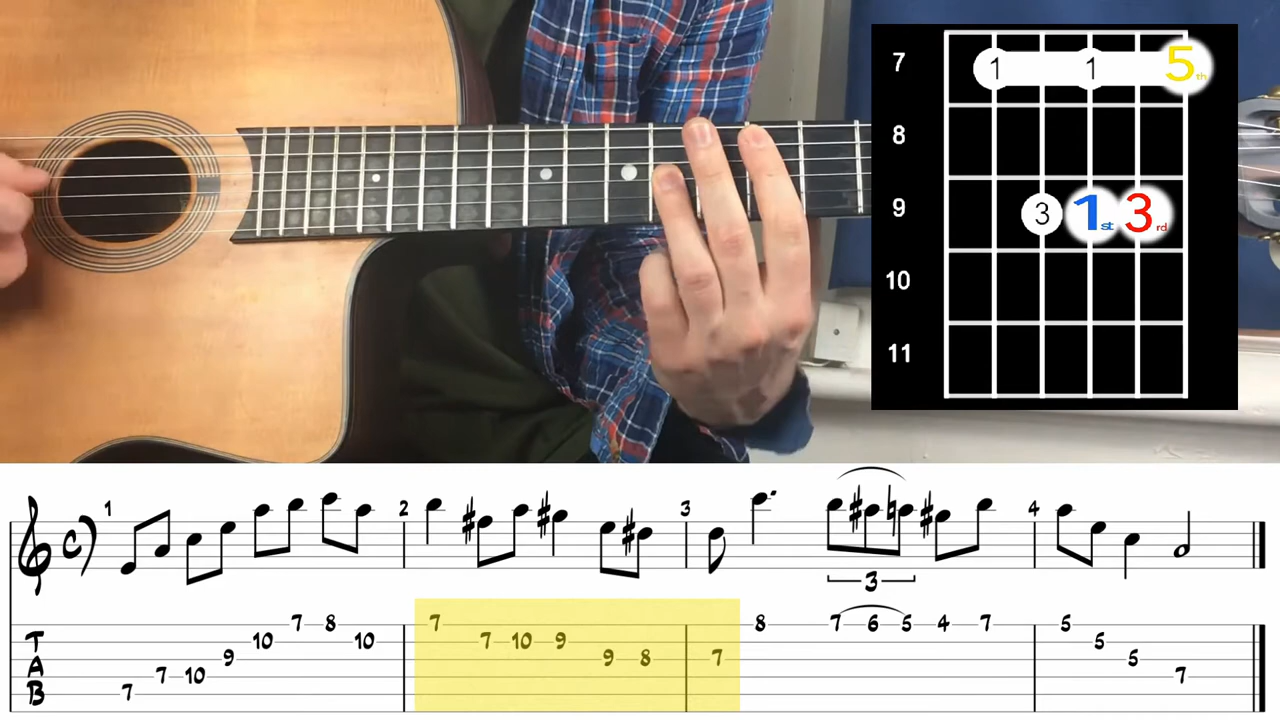 7 1 1 5th
8
9 3 1st 3rd
10
11
1 2 3 4
3
T A B
7 7 10 9 10 7 8 10 7 7 10 9 9 8 7 8 7 6 5 4 7 5 5 5 7